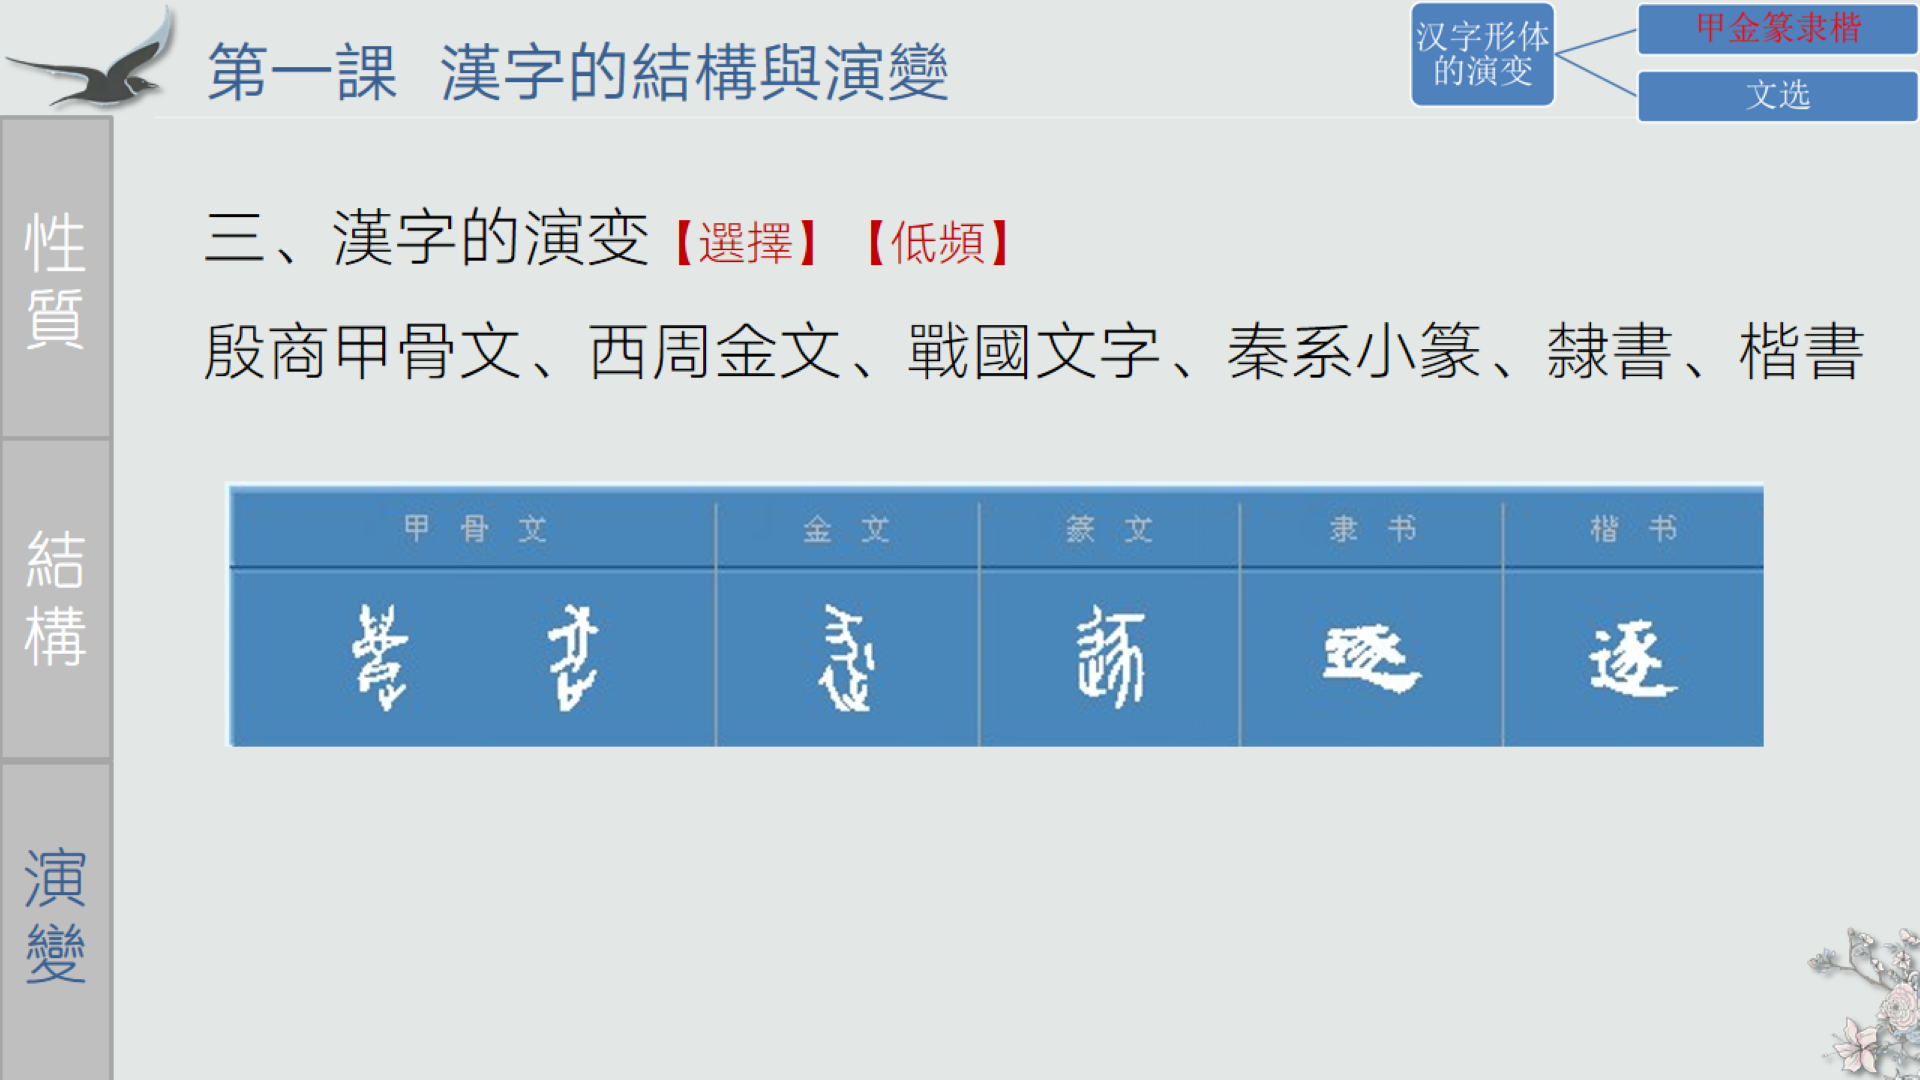 第一課 漢字的結構與演變
汉字形体
的演变
甲金篆隶楷
文选
性
質
結
構
演
變
三、漢字的演变【選擇】【低頻】
殷商甲骨文、西周金文、戰國文字、秦系小篆、隸書、楷書
甲骨文 金文 篆文 隶书 楷书
逐 逐